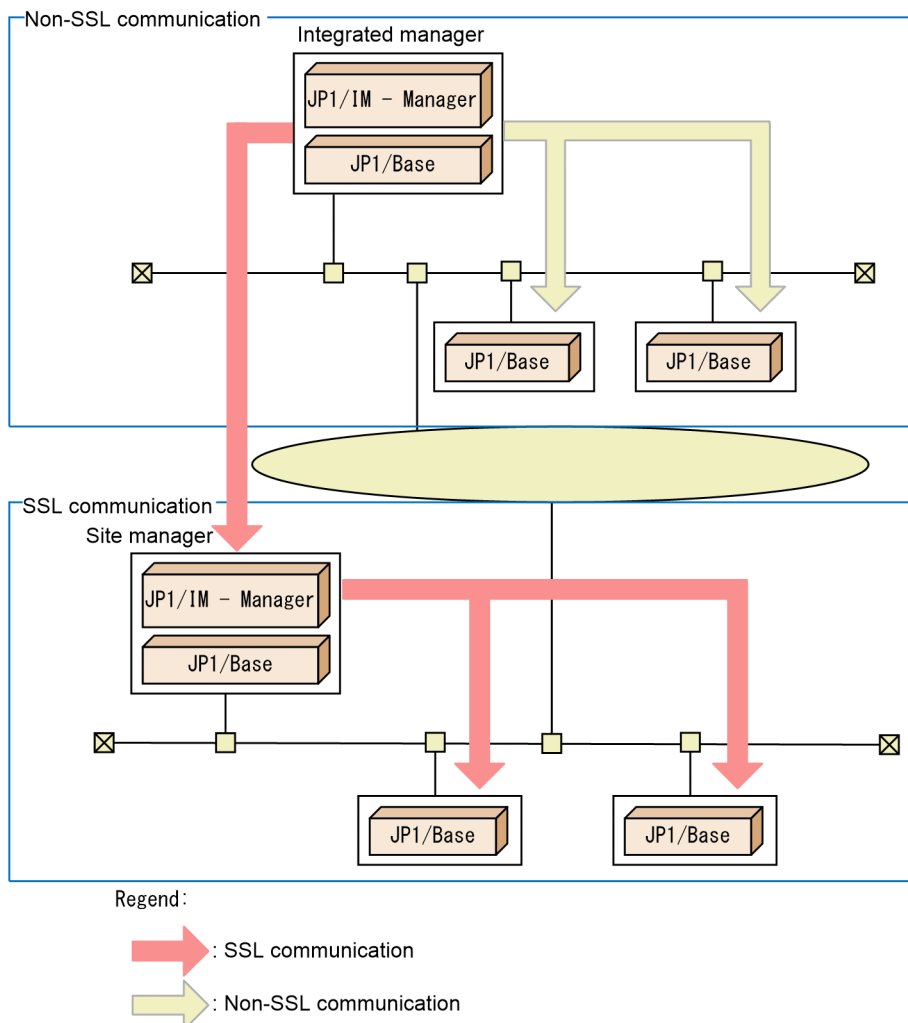 Non-SSL communication
Integrated manager
JP1/IM - Manager
JP1/Base
JP1/Base
JP1/Base
SSL communication
Site manager
JP1/IM - Manager
JP1/Base
JP1/Base
JP1/Base
Regend:
: SSL communication
: Non-SSL communication